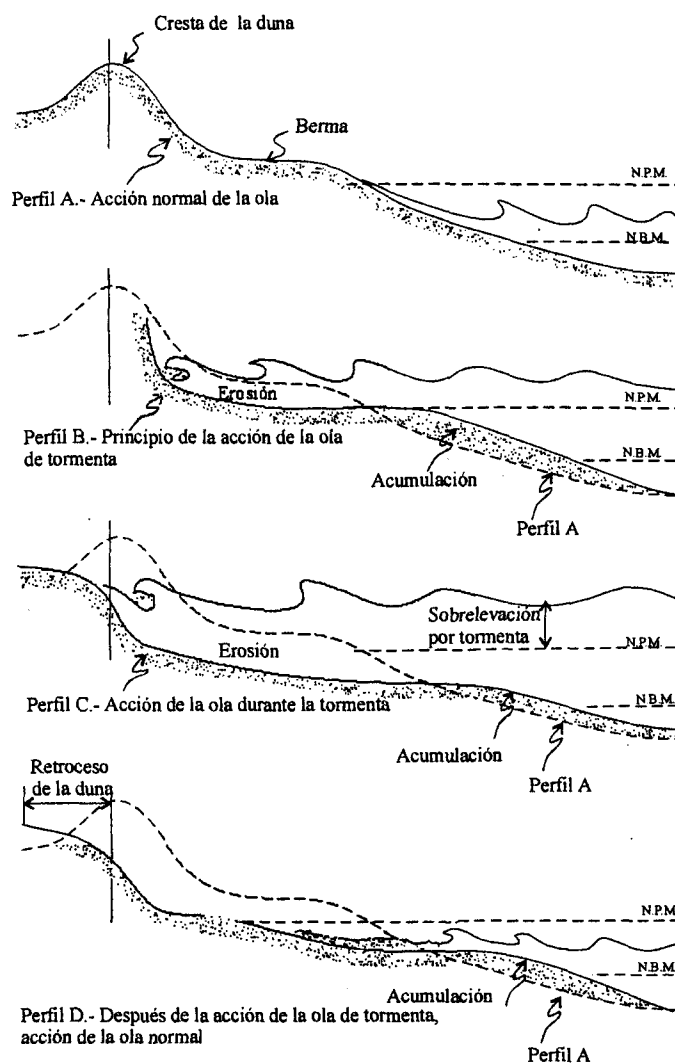 Cresta de la duna
Berma
N.P.M.
Perfil A.- Acción normal de la ola
N.B.M.
Erosión
N.P.M.
Perfil B.- Principio de la acción de la ola
de tormenta
N.B.M.
Acumulación
Perfil A
Sobrelevación
por tormenta
N.P.M.
Erosión
Perfil C.- Acción de la ola durante la tormenta
N.B.M.
Acumulación
Perfil A
Retroceso
de la duna
N.P.M.
N.B.M.
Acumulación
Perfil D.- Después de la acción de la ola de tormenta,
acción de la ola normal
Perfil A